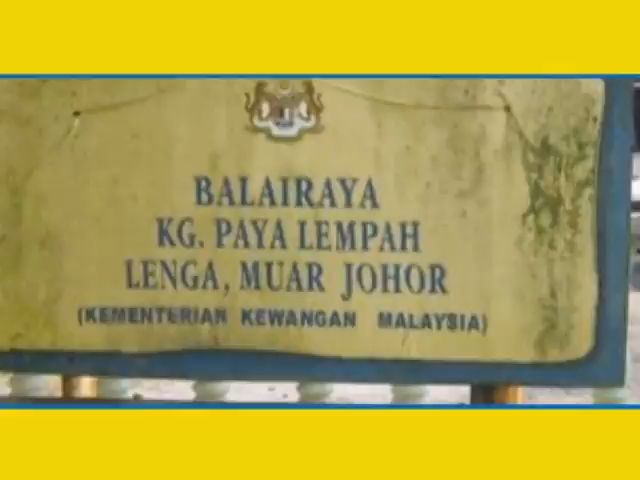 BALAIRAYA
KG. PAYA LEMPAH
LENGA, MUAR JOHOR
(KEMENTERIAN KEWANGAN MALAYSIA)